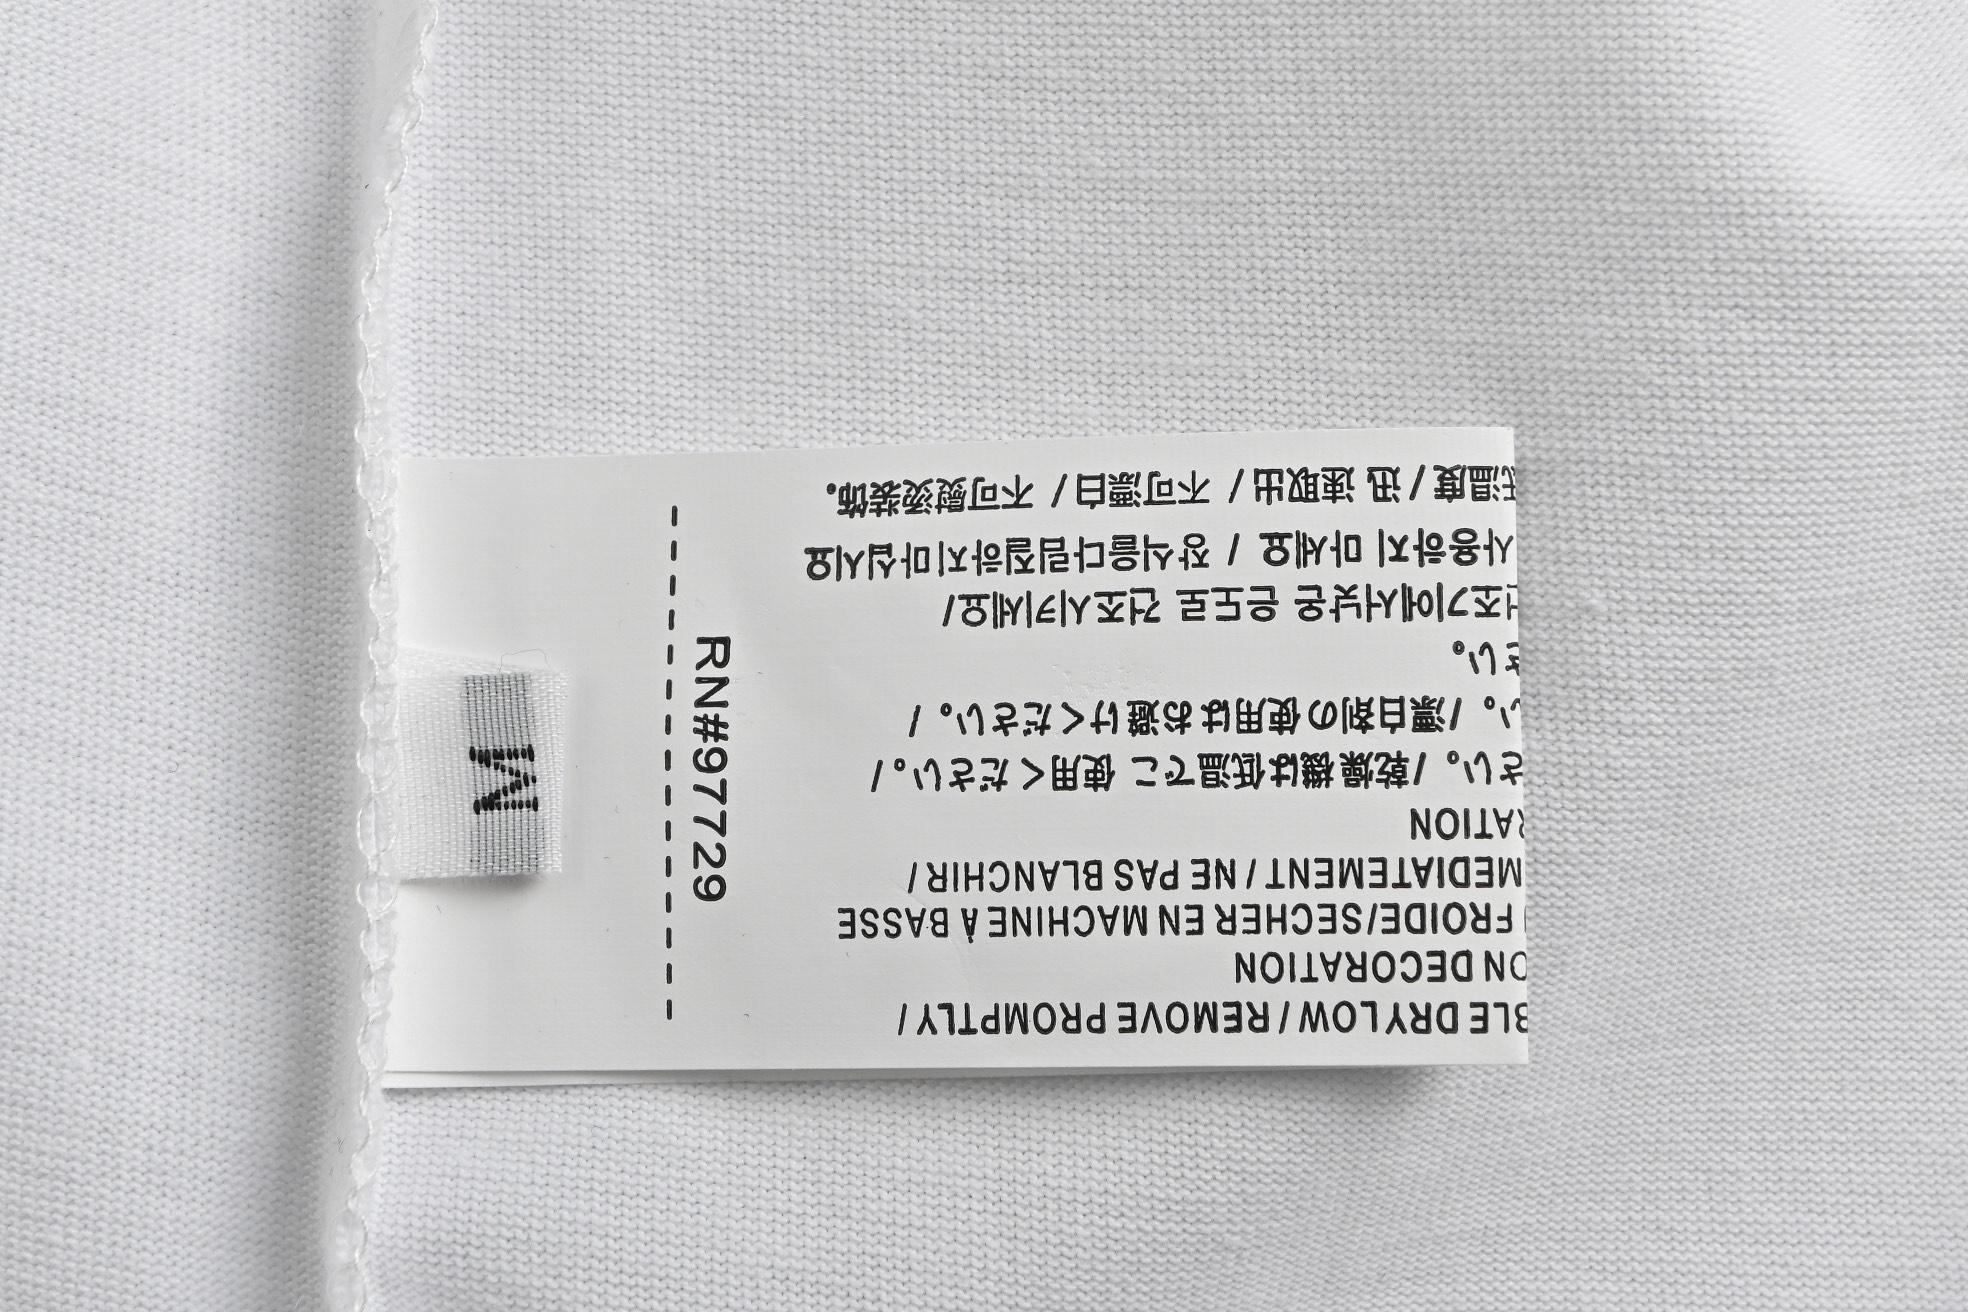 BLE DRY LOW / REMOVE PROMPTLY /
ON DECORATION
FROIDE/SECHER EN MACHINE À BASSE
MEDIATEMENT / NE PAS BLANCHIR /
RATION
さい。/乾燥 機は低温でこ 使用 ください。/
い。/漂白剤の使用はお避けください。/
さい。
건조기에서낮은 온도로 건조시키세요/
사용하지 마세요 / 장식을다림질하지마십시오
低温度 / 迅 速取出 / 不可漂白 / 不可熨烫装饰。
RN#97729
M